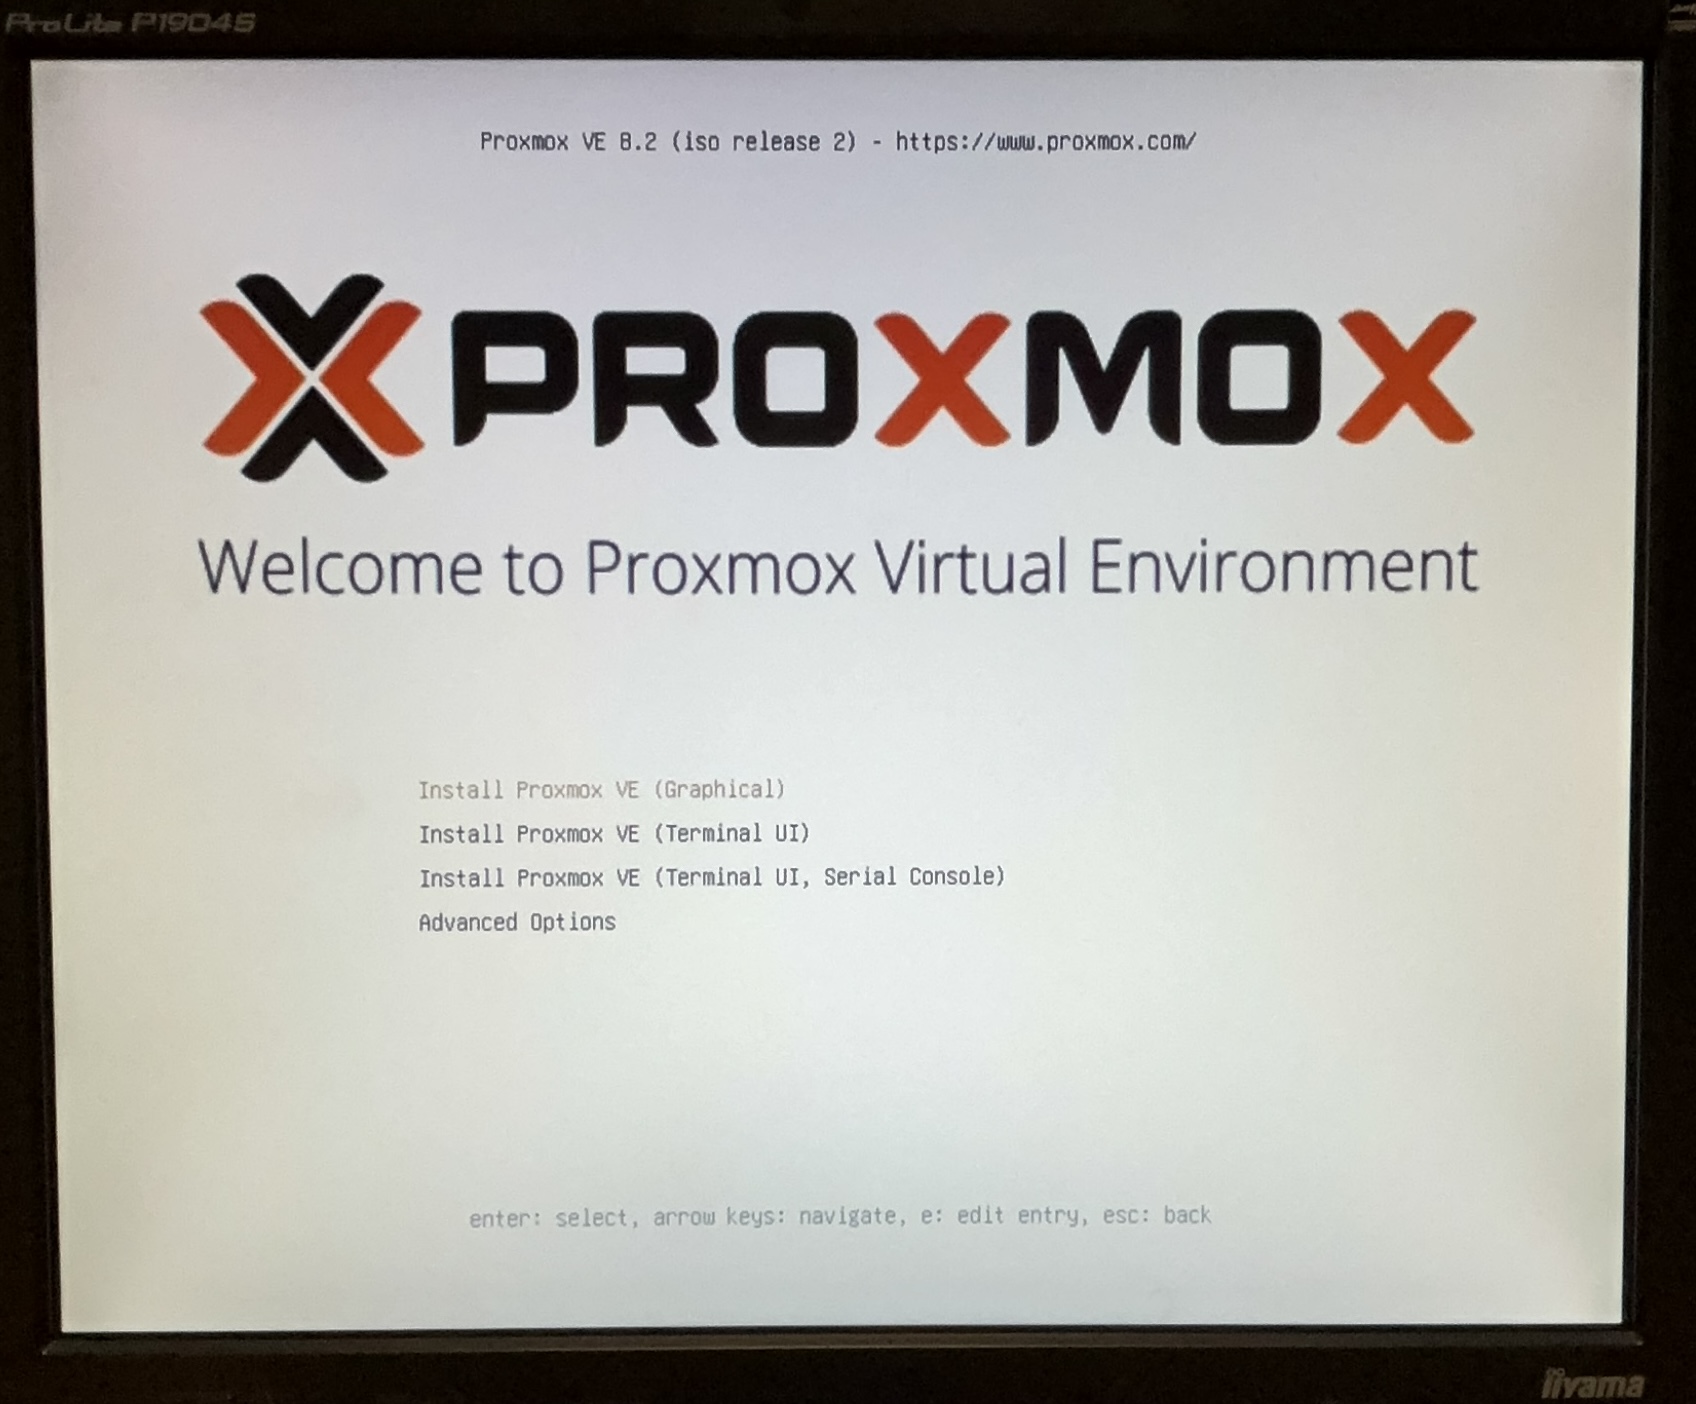 ProLite P1904S
Proxmox VE 8.2 (iso release 2) - https://www.proxmox.com/
PROXMOX
Welcome to Proxmox Virtual Environment
Install Proxmox VE (Graphical)
Install Proxmox VE (Terminal UI)
Install Proxmox VE (Terminal UI, Serial Console)
Advanced Options
enter: select, arrow keys: navigate, e: edit entry, esc: back
iiyama